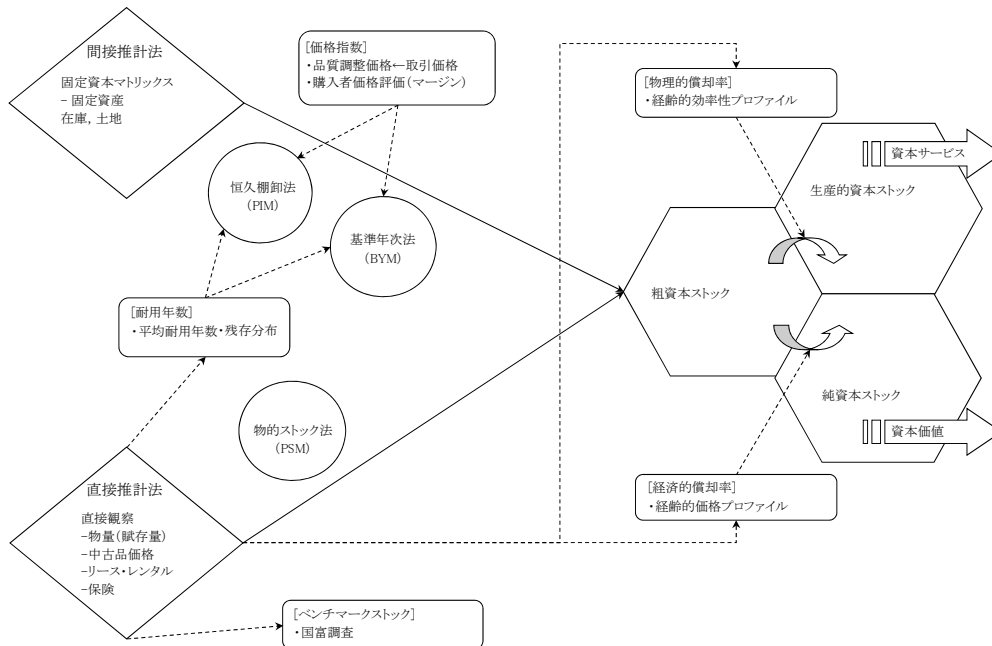 間接推計法
固定資本マトリックス
- 固定資産
在庫, 土地
[価格指数]
・品質調整価格←取引価格
・購入者価格評価(マージン)
恒久棚卸法
(PIM)
基準年次法
(BYM)
[耐用年数]
・平均耐用年数・残存分布
物的ストック法
(PSM)
直接推計法
直接観察
-物量(賦存量)
-中古品価格
-リース・レンタル
-保険
[ベンチマークストック]
・国富調査
[物理的償却率]
・経齢的効率性プロファイル
資本サービス
生産的資本ストック
粗資本ストック
純資本ストック
資本価値
[経済的償却率]
・経齢的価格プロファイル